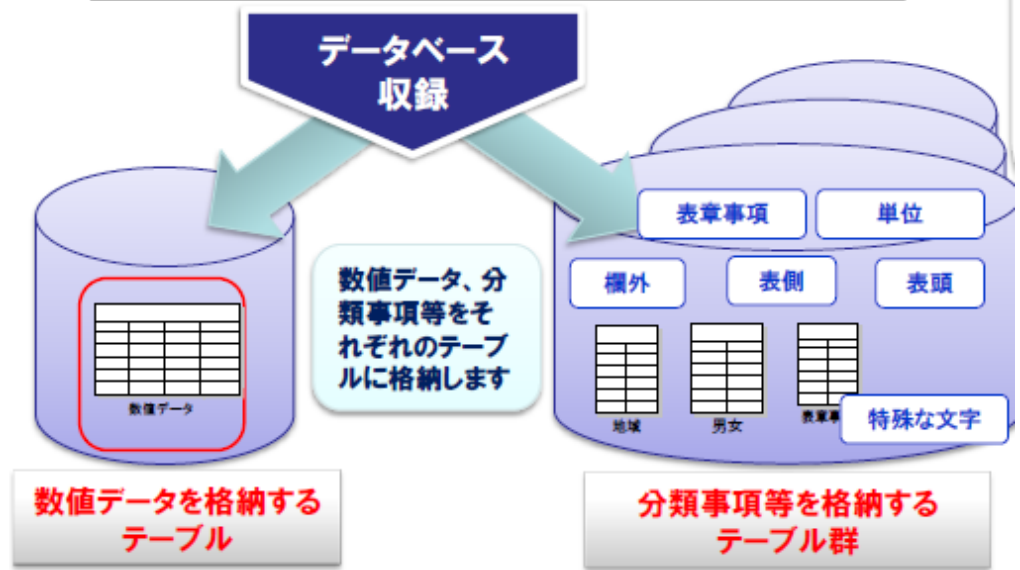 データベース
収録
表章事項
単位
欄外
表側
表頭
数値データ、分
類事項等をそ
れぞれのテーブ
ルに格納します
数値データ
地域
男女
表章事
特殊な文字
数値データを格納する
テーブル
分類事項等を格納する
テーブル群